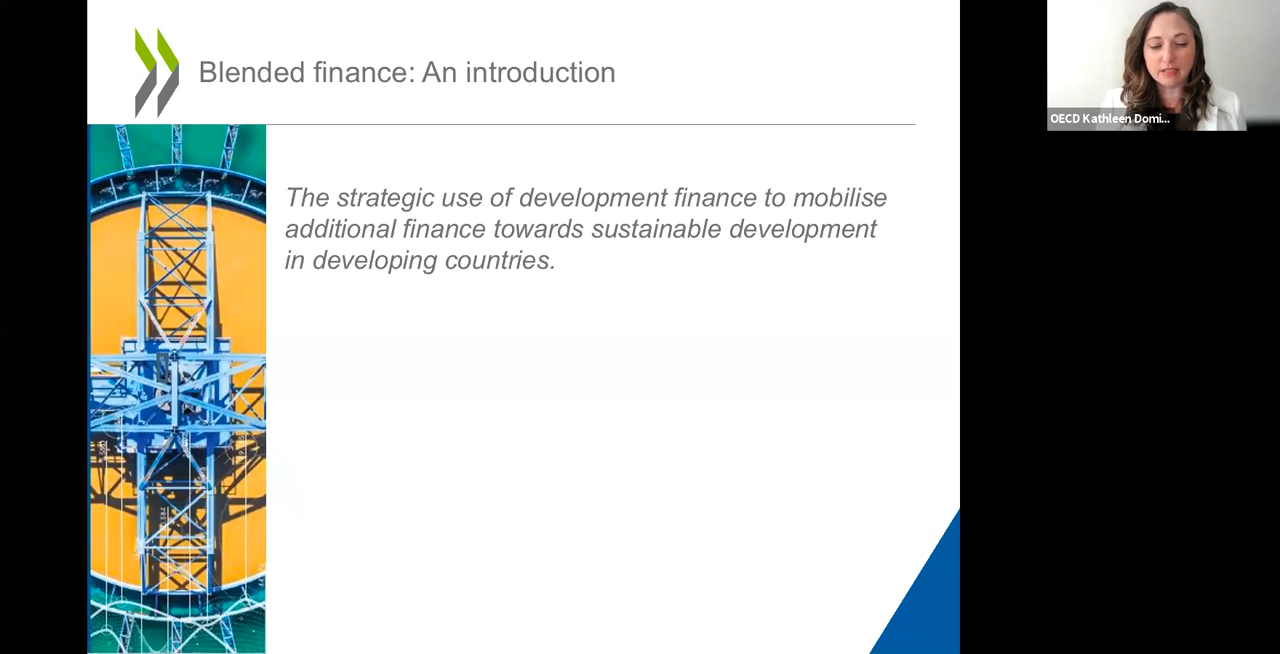 Blended finance: An introduction
The strategic use of development finance to mobilise
additional finance towards sustainable development
in developing countries.
OECD Kathleen Domi...